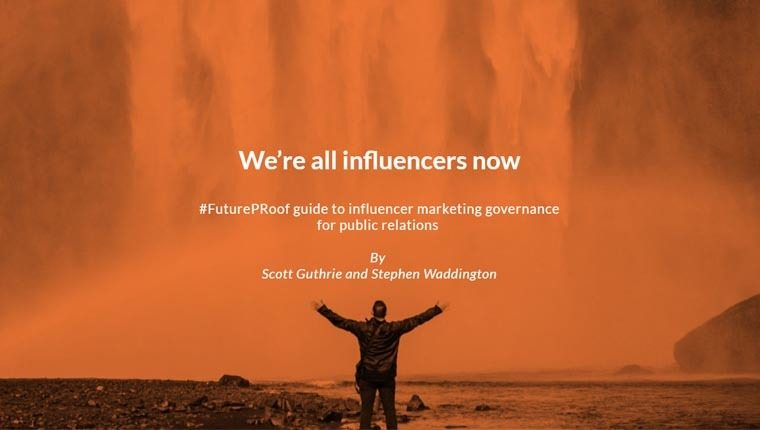 We’re all influencers now
#FuturePRoof guide to influencer marketing governance
for public relations
By
Scott Guthrie and Stephen Waddington